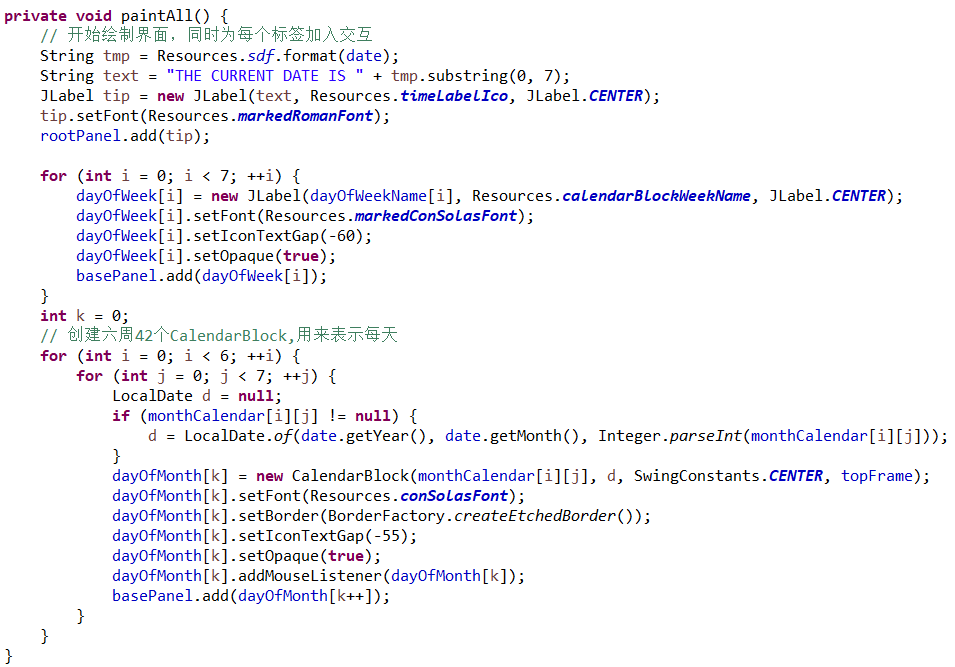 private void paintAll() {
// 开始绘制界面，同时为每个标签加入交互
String tmp = Resources.sdf.format(date);
String text = "THE CURRENT DATE IS " + tmp.substring(0, 7);
JLabel tip = new JLabel(text, Resources.timeLabelIco, JLabel.CENTER);
tip.setFont(Resources.markedRomanFont);
rootPanel.add(tip);
for (int i = 0; i < 7; ++i) {
dayOfWeek[i] = new JLabel(dayOfWeekName[i], Resources.calendarBlockWeekName, JLabel.CENTER);
dayOfWeek[i].setFont(Resources.markedConSolasFont);
dayOfWeek[i].setIconTextGap(-60);
dayOfWeek[i].setOpaque(true);
basePanel.add(dayOfWeek[i]);
}
int k = 0;
// 创建六周42个CalendarBlock,用来表示每天
for (int i = 0; i < 6; ++i) {
for (int j = 0; j < 7; ++j) {
LocalDate d = null;
if (monthCalendar[i][j] != null) {
d = LocalDate.of(date.getYear(), date.getMonth(), Integer.parseInt(monthCalendar[i][j]));
}
dayOfMonth[k] = new CalendarBlock(monthCalendar[i][j], d, SwingConstants.CENTER, topFrame);
dayOfMonth[k].setFont(Resources.conSolasFont);
dayOfMonth[k].setBorder(BorderFactory.createEtchedBorder());
dayOfMonth[k].setIconTextGap(-55);
dayOfMonth[k].setOpaque(true);
dayOfMonth[k].addMouseListener(dayOfMonth[k]);
basePanel.add(dayOfMonth[k++]);
}
}
}